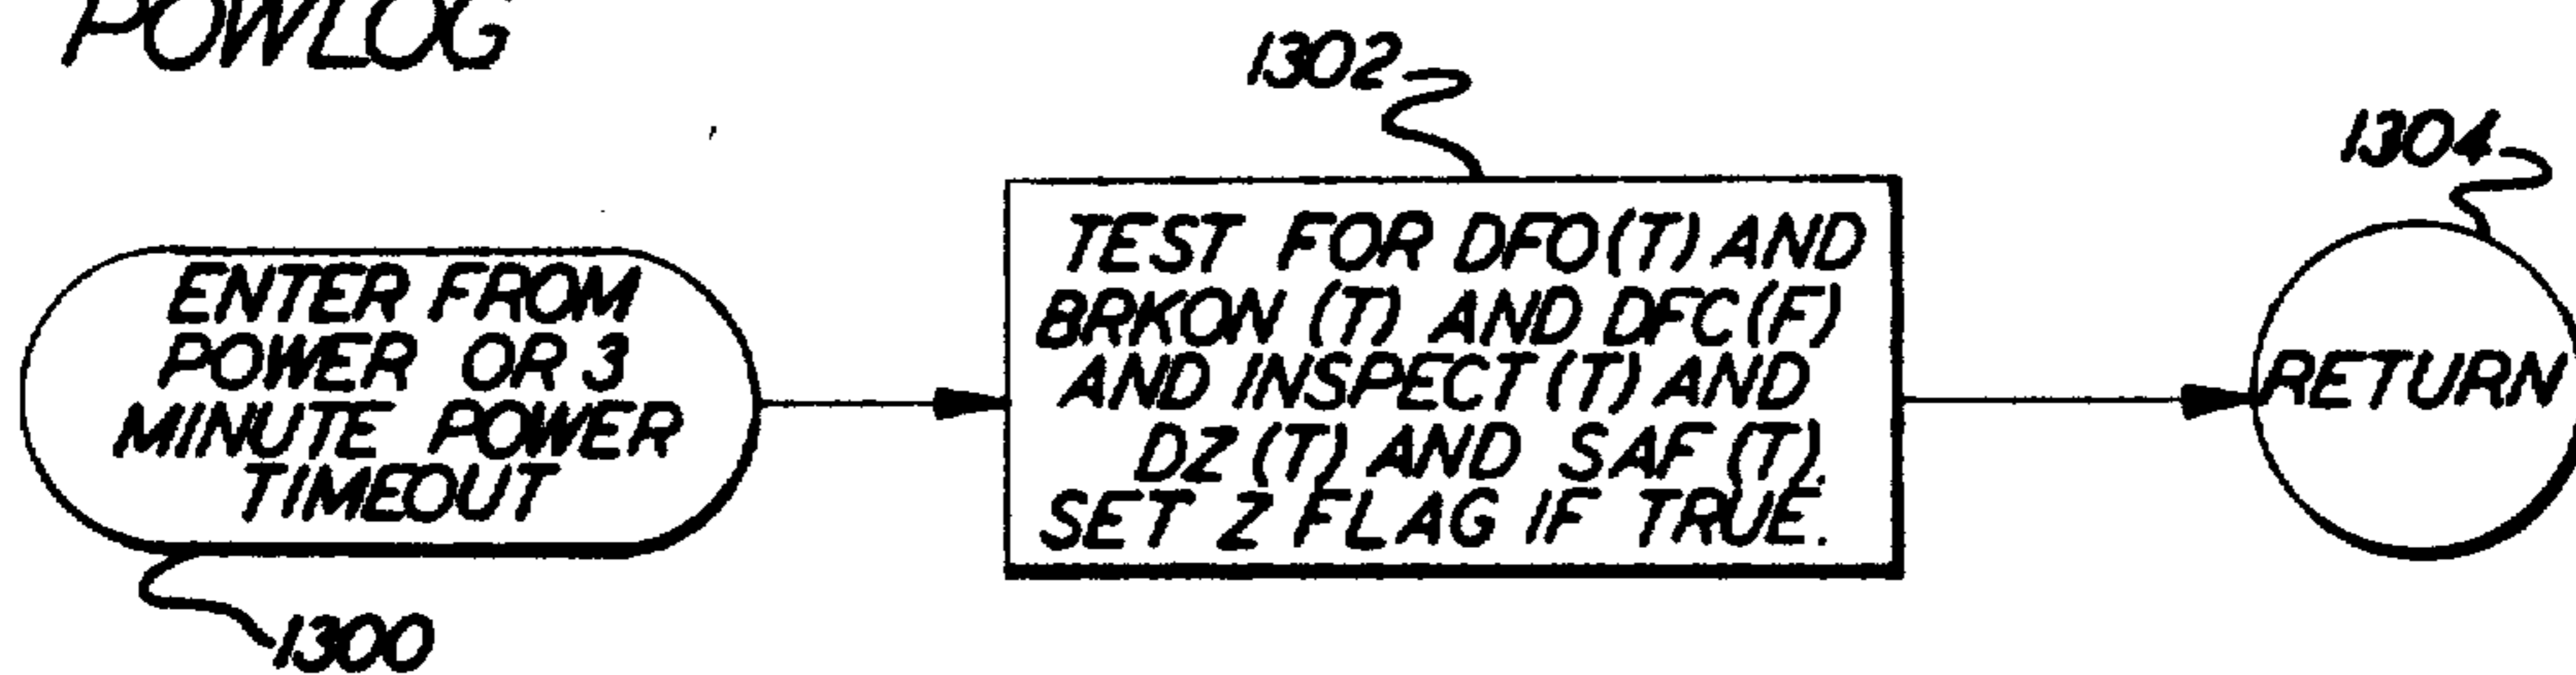 POWLOG
1302
1304
ENTER FROM
POWER OR 3
MINUTE POWER
TIMEOUT
TEST FOR DFO(T) AND
BRKON (T) AND DFC(F)
AND INSPECT (T) AND
DZ (T) AND SAF (T).
SET Z FLAG IF TRUE.
RETURN
1300